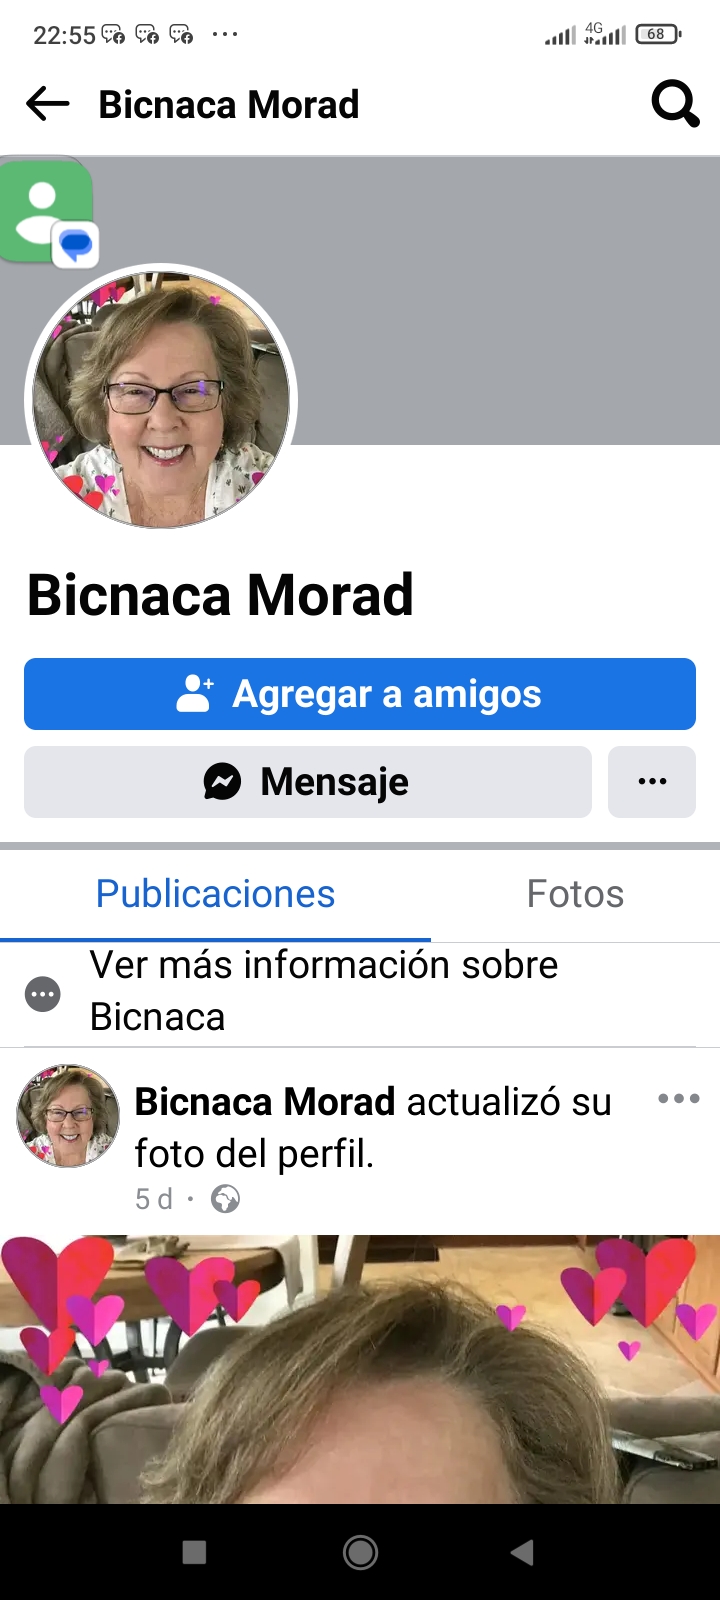 22:55
4G
68
Bicnaca Morad
Bicnaca Morad
Agregar a amigos
Mensaje
Publicaciones
Fotos
Ver más información sobre
Bicnaca
Bicnaca Morad actualizó su
foto del perfil.
5 d ·